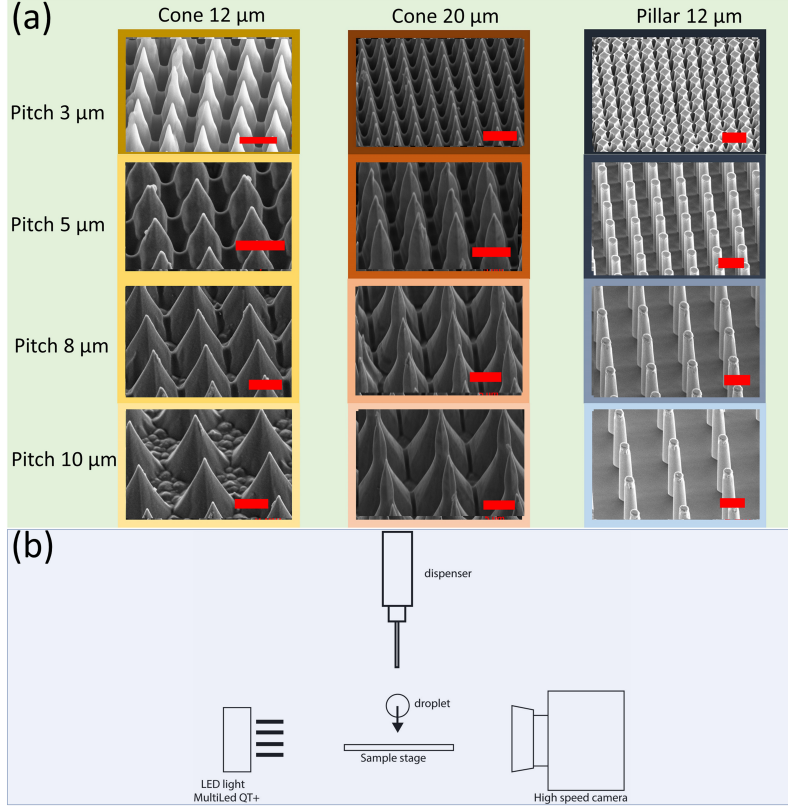 (a)
Cone 12 µm
Cone 20 µm
Pillar 12 µm
Pitch 3 µm
Pitch 5 µm
Pitch 8 µm
Pitch 10 µm
(b)
dispenser
droplet
Sample stage
LED light
MultiLed QT+
High speed camera